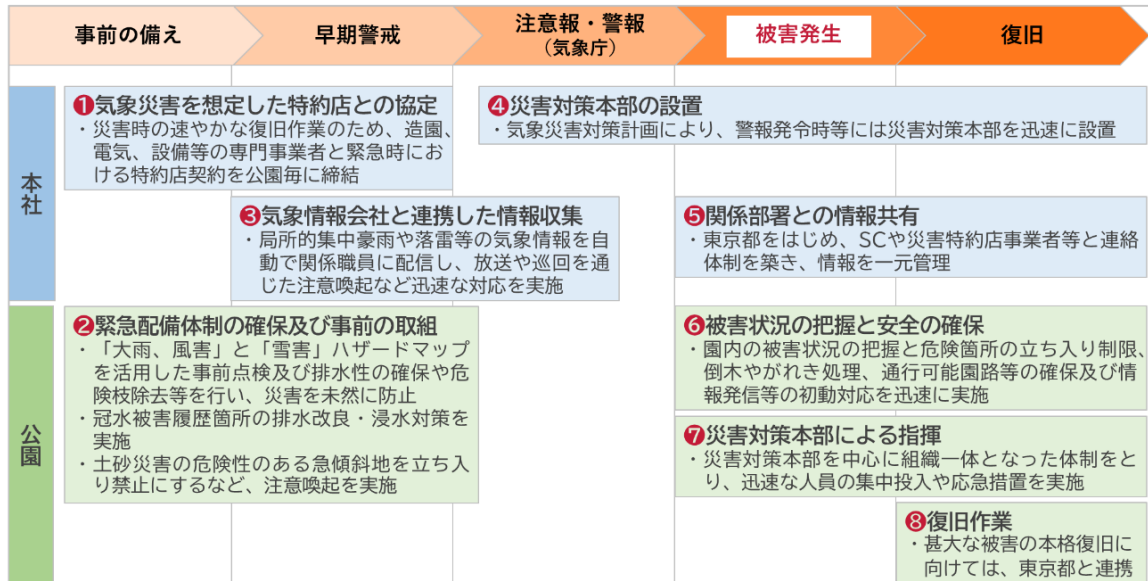 事前の備え
早期警戒
注意報・警報
（気象庁）
被害発生
復旧
本社
❶気象災害を想定した特約店との協定
・災害時の速やかな復旧作業のため、造園、
電気、設備等の専門事業者と緊急時にお
ける特約店契約を公園毎に締結
❹災害対策本部の設置
・気象災害対策計画により、警報発令時等には災害対策本部を迅速に設置
❸気象情報会社と連携した情報収集
・局所的集中豪雨や落雷等の気象情報を自
動で関係職員に配信し、放送や巡回を通
じた注意喚起など迅速な対応を実施
❺関係部署との情報共有
・東京都をはじめ、SCや災害特約店事業者等と連絡
体制を築き、情報を一元管理
公園
❷緊急配備体制の確保及び事前の取組
・「大雨、風害」と「雪害」ハザードマップ
を活用した事前点検及び排水性の確保や危
険枝除去等を行い、災害を未然に防止
・冠水被害履歴箇所の排水改良・浸水対策を
実施
・土砂災害の危険性のある急傾斜地を立ち入
り禁止にするなど、注意喚起を実施
❻被害状況の把握と安全の確保
・園内の被害状況の把握と危険箇所の立ち入り制限、
倒木やがれき処理、通行可能園路等の確保及び情
報発信等の初動対応を迅速に実施
❼災害対策本部による指揮
・災害対策本部を中心に組織一体となった体制をと
り、迅速な人員の集中投入や応急措置を実施
❽復旧作業
・甚大な被害の本格復旧に
向けては、東京都と連携